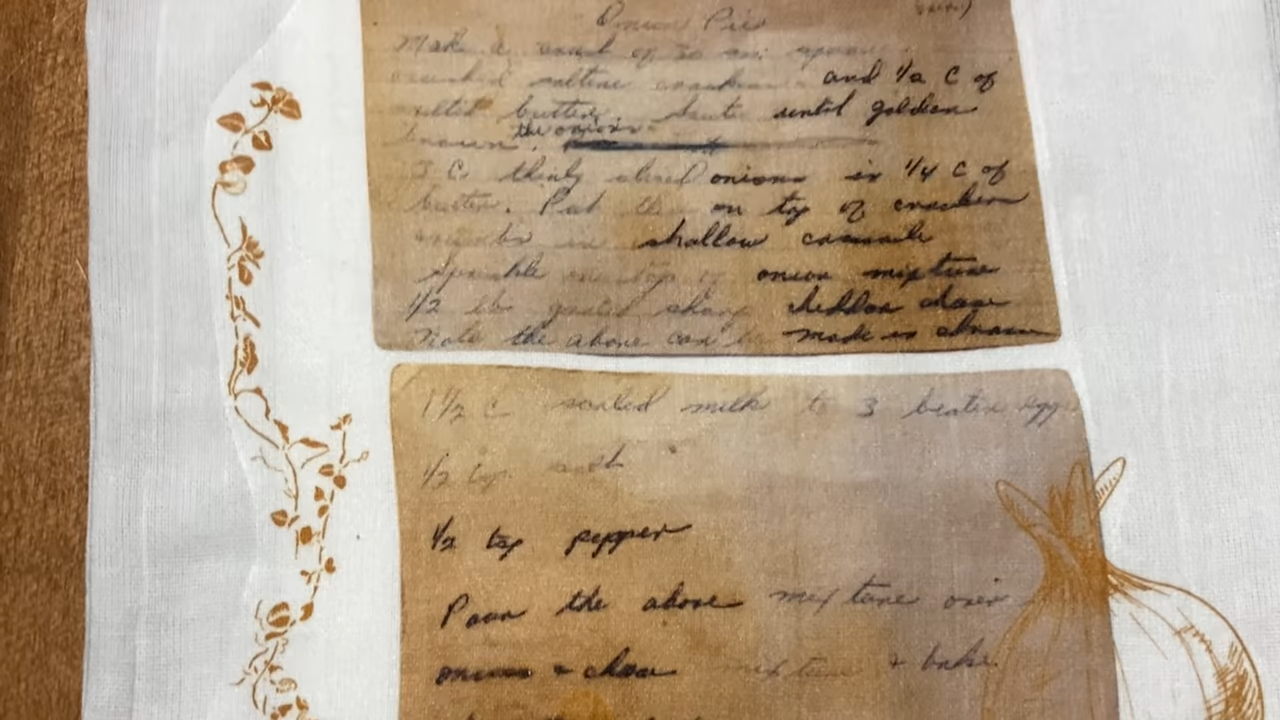 Onion Pie
Make a crust of 30
crushed saltine crackers and 1/2 C of
melted butter. Saute until golden
brown. the onions
3 C. thinly sliced onions in 1/4 C of
butter. Put on top of cracker
crumbs in shallow casserole
Sprinkle on top of onion mixture
1/2 lb grated sharp cheddar cheese
Note the above can be made in advance
1 1/2 C scalded milk to 3 beaten egg
1/2 tsp salt
1/2 tsp pepper
Pour the above mixture over
onions + cheese mixture + bake